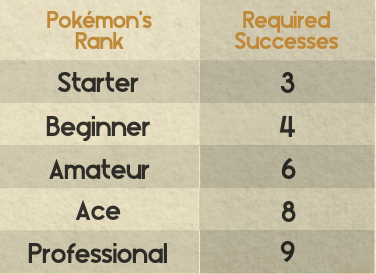 Pokémon's Required
Rank Successes
Starter 3
Beginner 4
Amateur 6
Ace 8
Professional 9